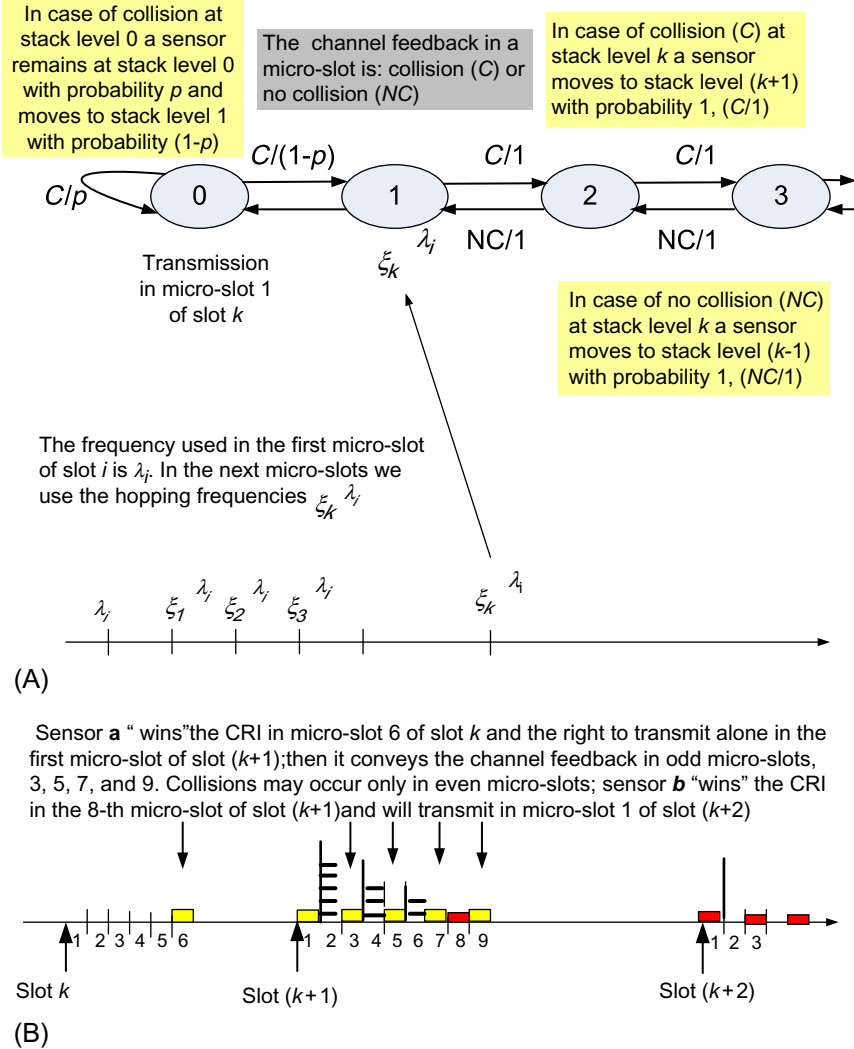 In case of collision at
stack level 0 a sensor
remains at stack level 0
with probability p and
moves to stack level 1
with probability (1-p)
The channel feedback in a
micro-slot is: collision (C) or
no collision (NC)
In case of collision (C) at
stack level k a sensor
moves to stack level (k+1)
with probability 1, (C/1)
C/p
0
C/(1-p)
1
C/1
2
C/1
3
NC/1
NC/1
ξk λi
Transmission
in micro-slot 1
of slot k
In case of no collision (NC)
at stack level k a sensor
moves to stack level (k-1)
with probability 1, (NC/1)
The frequency used in the first micro-slot
of slot i is λi. In the next micro-slots we
use the hopping frequencies ξk λi
λi ξ1 λi ξ2 λi ξ3 λi ξk λi
(A)
Sensor a “ wins”the CRI in micro-slot 6 of slot k and the right to transmit alone in the
first micro-slot of slot (k+1);then it conveys the channel feedback in odd micro-slots,
3, 5, 7, and 9. Collisions may occur only in even micro-slots; sensor b “wins” the CRI
in the 8-th micro-slot of slot (k+1)and will transmit in micro-slot 1 of slot (k+2)
1 2 3 4 5 6 1 2 3 4 5 6 7 8 9 1 2 3
Slot k Slot (k+1) Slot (k+2)
(B)